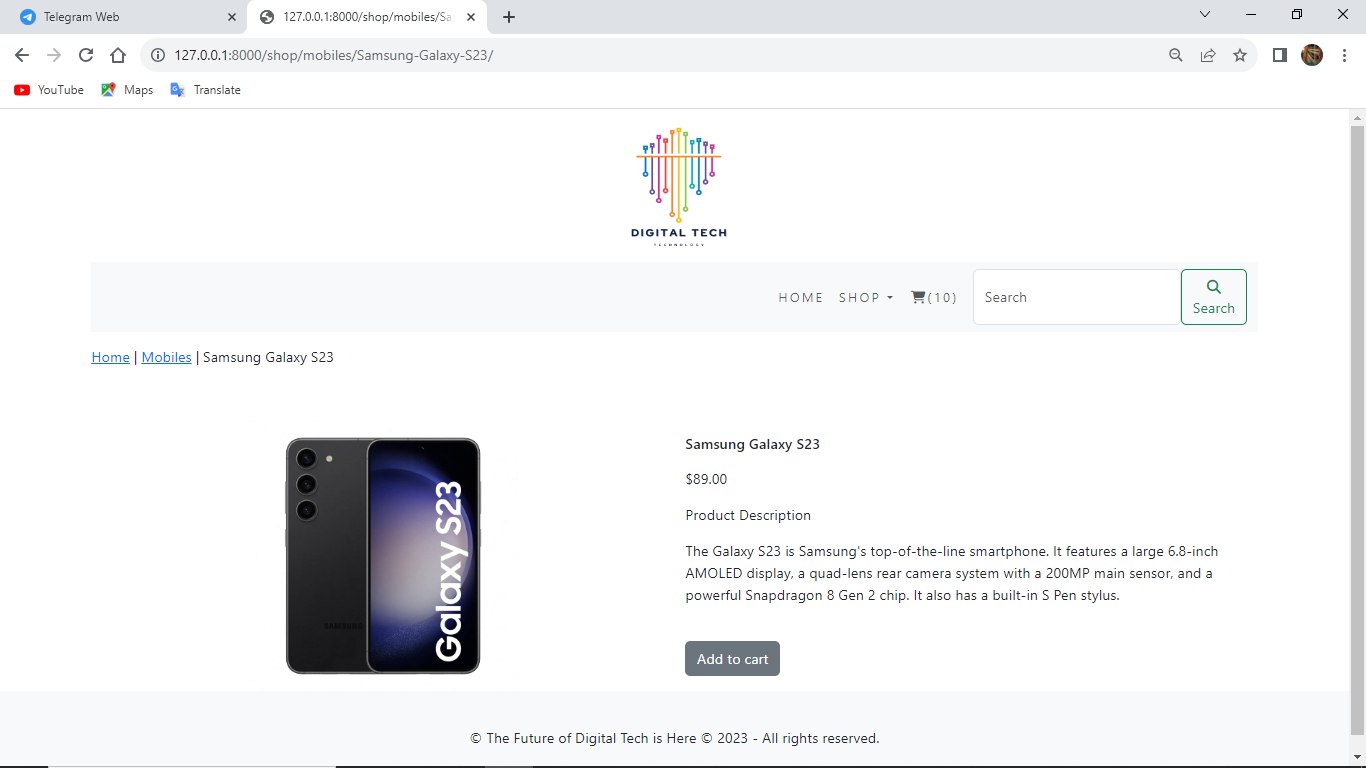 Telegram Web
127.0.0.1:8000/shop/mobiles/Sa
127.0.0.1:8000/shop/mobiles/Samsung-Galaxy-S23/
YouTube Maps Translate
DIGITAL TECH
TECHNOLOGY
HOME SHOP (10) Search Search
Home | Mobiles | Samsung Galaxy S23
Galaxy S23
SAMSUNG
Samsung Galaxy S23
$89.00
Product Description
The Galaxy S23 is Samsung's top-of-the-line smartphone. It features a large 6.8-inch
AMOLED display, a quad-lens rear camera system with a 200MP main sensor, and a
powerful Snapdragon 8 Gen 2 chip. It also has a built-in S Pen stylus.
Add to cart
© The Future of Digital Tech is Here © 2023 - All rights reserved.